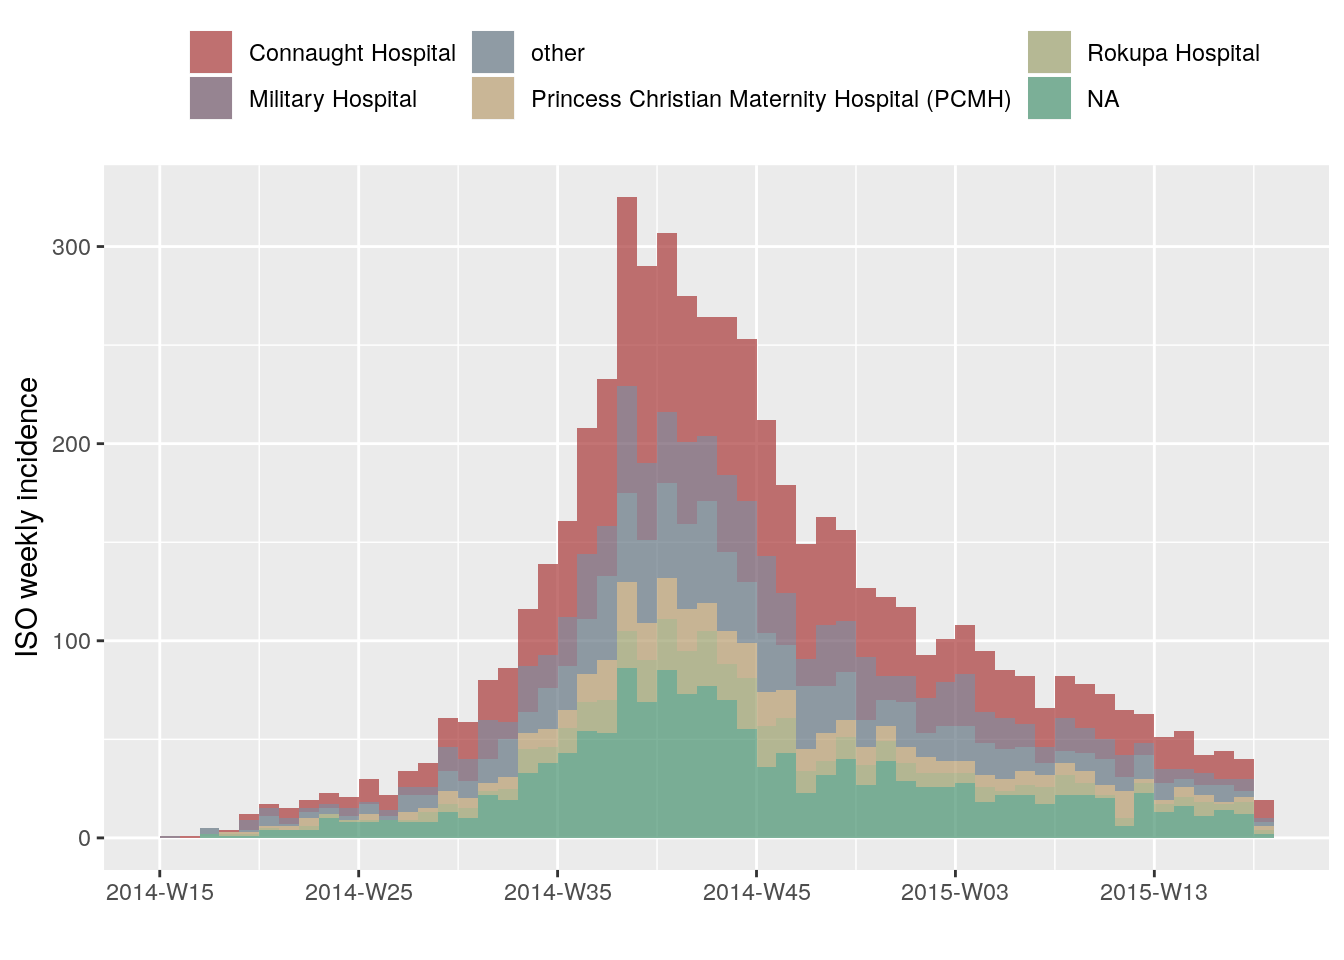 Connaught Hospital
other
Rokupa Hospital
Military Hospital
Princess Christian Maternity Hospital (PCMH)
NA
ISO weekly incidence
300
200
100
0
2014-W15
2014-W25
2014-W35
2014-W45
2015-W03
2015-W13